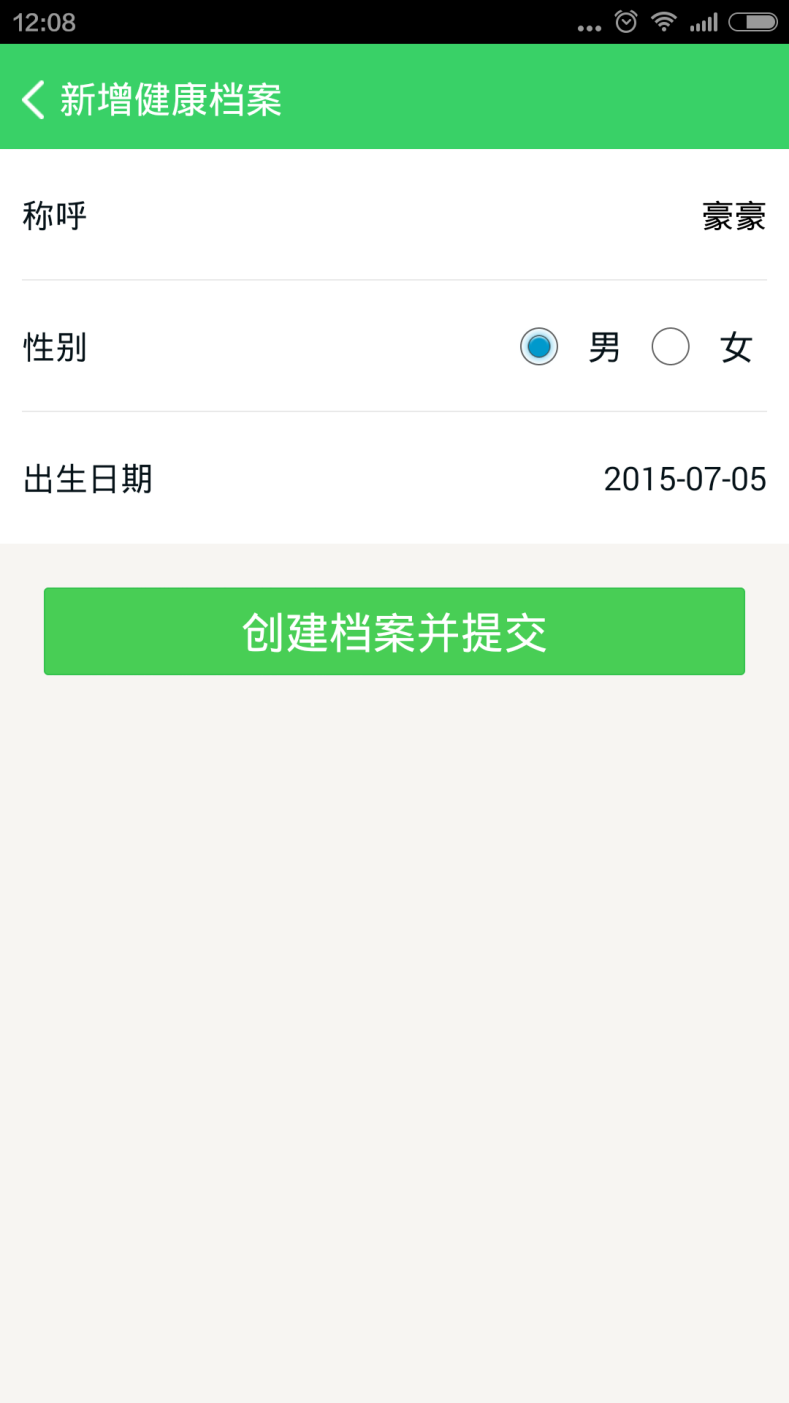 12:08
新增健康档案
称呼 豪豪
性别 男 女
出生日期 2015-07-05
创建档案并提交